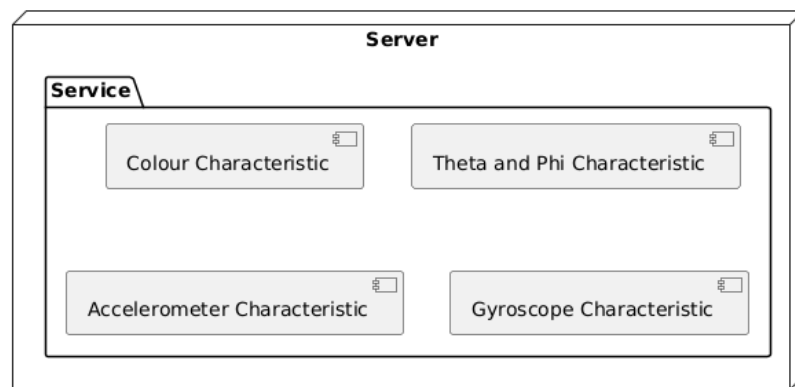 Server
Service
Colour Characteristic
Theta and Phi Characteristic
Accelerometer Characteristic
Gyroscope Characteristic